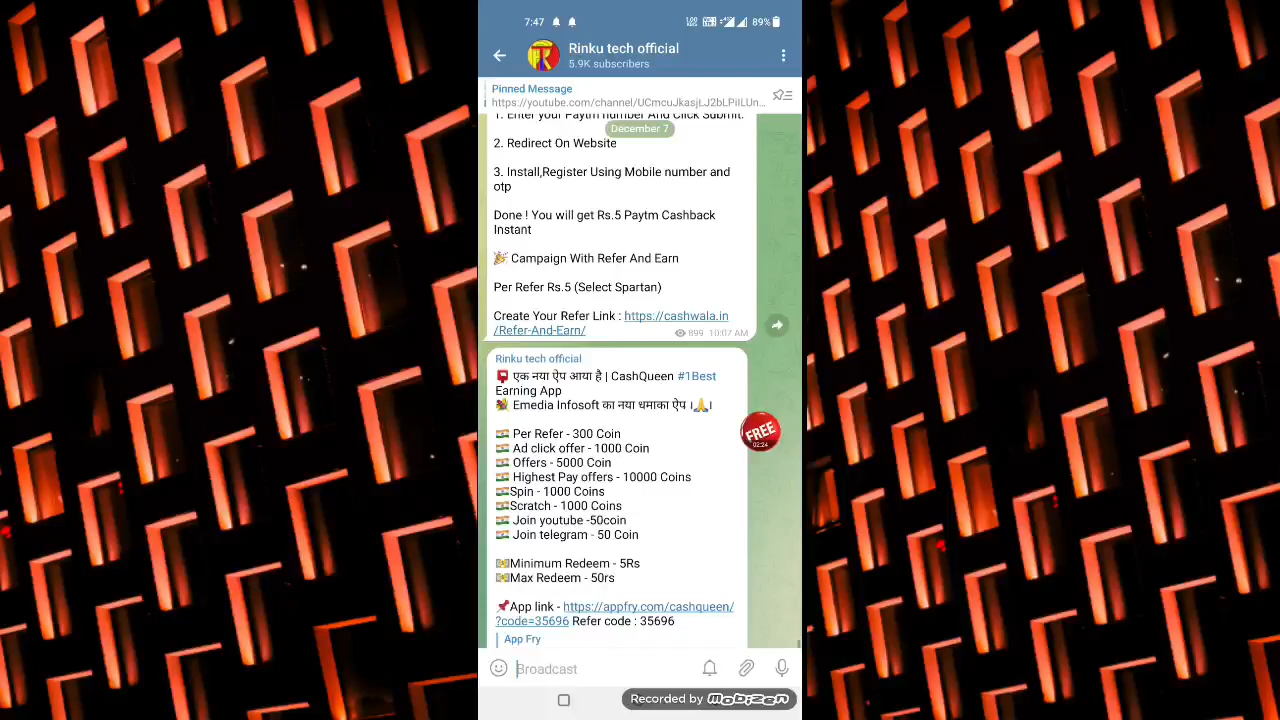 7:47
89%
Rinku tech official
5.9K subscribers
Pinned Message
https://youtube.com/channel/UCmcuJkasjLJ2bLPilLUn...
1. Enter your Paytm number And Click Submit.
December 7
2. Redirect On Website
3. Install,Register Using Mobile number and
otp
Done ! You will get Rs.5 Paytm Cashback
Instant
🎉 Campaign With Refer And Earn
Per Refer Rs.5 (Select Spartan)
Create Your Refer Link : https://cashwala.in
/Refer-And-Earn/
899 10:07 AM
Rinku tech official
📮 एक नया ऐप आया है | CashQueen #1Best
Earning App
Emedia Infosoft का नया धमाका ऐप ।🙏।
FREE
02:24
🇮🇳 Per Refer - 300 Coin
🇮🇳 Ad click offer - 1000 Coin
🇮🇳 Offers - 5000 Coin
🇮🇳 Highest Pay offers - 10000 Coins
🇮🇳Spin - 1000 Coins
🇮🇳Scratch - 1000 Coins
🇮🇳 Join youtube -50coin
🇮🇳 Join telegram - 50 Coin
💵Minimum Redeem - 5Rs
💵Max Redeem - 50rs
📌App link - https://appfry.com/cashqueen/
?code=35696 Refer code : 35696
App Fry
Broadcast
Recorded by Mobizen